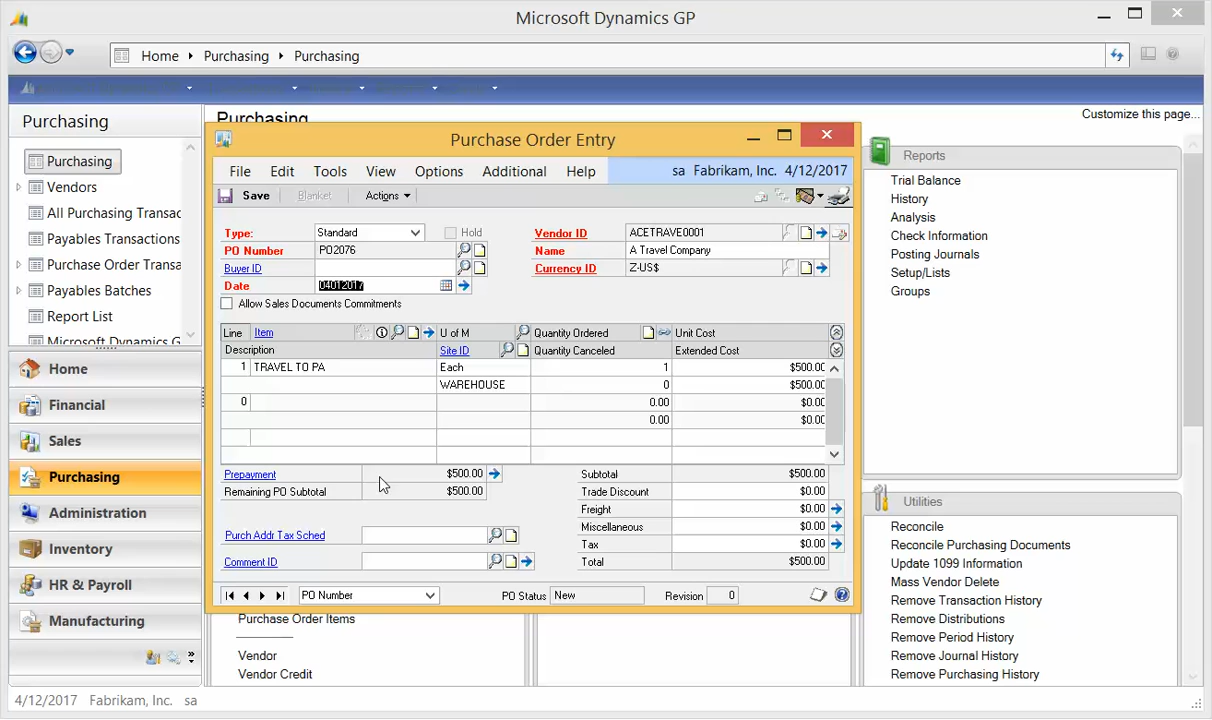 Microsoft Dynamics GP
Home
Purchasing
Purchasing
Purchasing
Customize this page...
Purchasing
Purchasing
Vendors
All Purchasing Transac
Payables Transactions
Purchase Order Transa
Payables Batches
Report List
Microsoft Dynamics G
Home
Financial
Sales
Purchasing
Administration
Inventory
HR & Payroll
Manufacturing
Purchase Order Entry
File Edit Tools View Options Additional Help sa Fabrikam, Inc. 4/12/2017
Save Blanket Actions
Type: Standard Hold Vendor ID ACETRAVE0001
PO Number PO2076 Name A Travel Company
Buyer ID Currency ID Z-US$
Date 04012017
Allow Sales Documents Commitments
Line Item U of M Quantity Ordered Unit Cost
Description Site ID Quantity Canceled Extended Cost
1 TRAVEL TO PA Each 1 $500.00
WAREHOUSE 0 $500.00
0 0.00 $0.00
0.00 $0.00
Prepayment $500.00 Subtotal $500.00
Remaining PO Subtotal $500.00 Trade Discount $0.00
Freight $0.00
Miscellaneous $0.00
Purch Addr Tax Sched Tax $0.00
Comment ID Total $500.00
PO Number PO Status New Revision 0
Purchase Order Items
Vendor
Vendor Credit
Reports
Trial Balance
History
Analysis
Check Information
Posting Journals
Setup/Lists
Groups
Utilities
Reconcile
Reconcile Purchasing Documents
Update 1099 Information
Mass Vendor Delete
Remove Transaction History
Remove Distributions
Remove Period History
Remove Journal History
Remove Purchasing History
4/12/2017 Fabrikam, Inc. sa